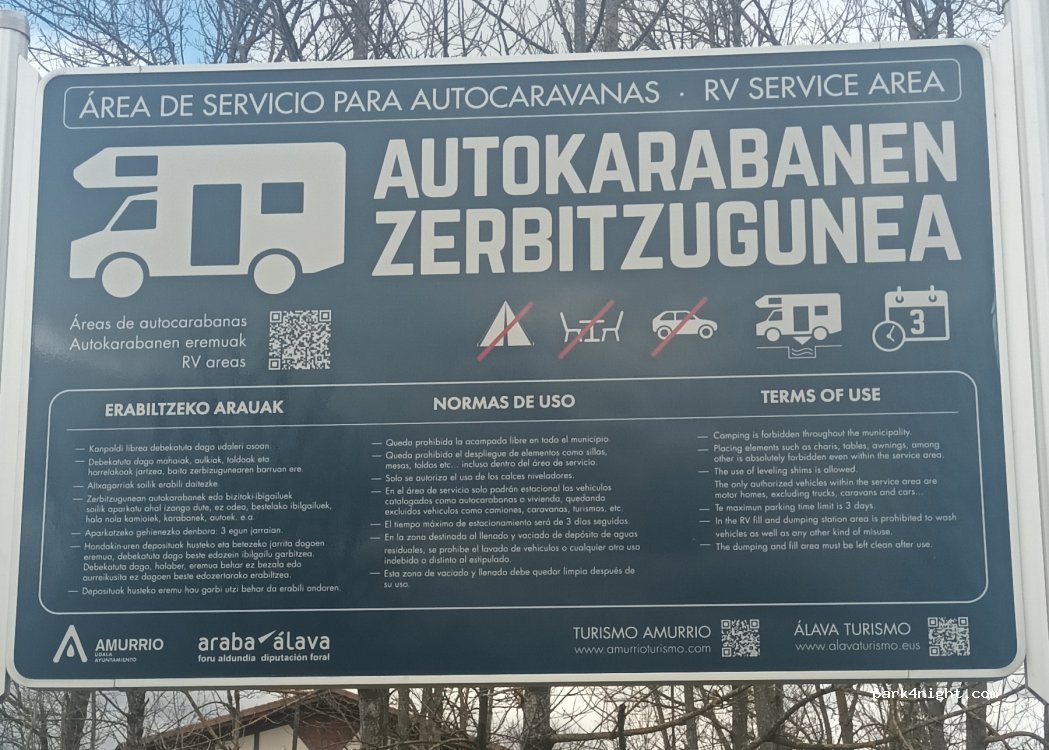 ÁREA DE SERVICIO PARA AUTOCARAVANAS · RV SERVICE AREA
AUTOKARABANEN
ZERBITZUGUNEA
Áreas de autocarabanas
Autokarabanen eremuak
RV areas
3
ERABILTZEKO ARAUAK
— Kanpaldi librea debekatuta dago udalerri osoan.
— Debekatuta dago mahaiak, aulkiak, toldoak eta
horrelakoak jartzea, baita zerbizugunearen barruan ere.
— Altxagarriak soilik erabili daitezke.
— Zerbitzugunean autokarabanek edo bizitoki-ibigailuek
soilik aparkatu ahal izango dute, ez odea, bestelako ibilgailuek,
hala nola kamioiek, karabanek, autoek. e.a
— Aparkatzeko gehienezko denbora: 3 egun jarraian.
— Hondakin-uren deposituak husteko eta betezeko jarrita dagoen
eremua, debekatuta dago beste edozein ibilgailu garbitzea.
Debekatuta dago, halaber, eremua behar ez bezala edo
aurreikusita ez dagoen beste edozertarako erabiltzea.
— Deposituak husteko eremu hau garbi utzi behar da erabili ondoren.
NORMAS DE USO
— Queda prohibida la acampada libre en todo el municipio.
— Queda prohibido el despliegue de elementos como sillas,
mesas, toldos etc... incluso dentro del área de servicio.
— Solo se autoriza el uso de los calces niveladores.
— En el área de servicio solo podrán estacional los vehículos
catalogados como autocarabanas o vivienda, quedando
excluidos vehículos como camiones, caravanas, turismos, etc.
— El tiempo máximo de estacionamiento será de 3 días seguidos.
— En la zona destinada al llenado y vaciado de depósito de aguas
residuales, se prohibe el lavado de vehículos o cualquier otro uso
indebido o distinto al estipulado.
— Esta zona de vaciado y llenado debe quedar limpia después de
su uso.
TERMS OF USE
— Camping is forbidden throughout the municipality.
— Placing elements such as charis, tables, awnings, among
other is absolutely forbidden even within the service area.
— The use of leveling shims is allowed.
The only authorized vehicles within the service area are
motor homes, excluding trucks, caravans and cars...
— Te maximun parking time limit is 3 days.
— In the RV fill and dumping station area is prohibited to wash
vehicles as well as any other kind of misuse.
— The dumping and fill area must be left clean after use.
AMURRIO
UDALA
AYUNTAMIENTO
araba álava
foru aldundia diputación foral
TURISMO AMURRIO
www.amurrioturismo.com
ÁLAVA TURISMO
www.alavaturismo.eus
park4night.com